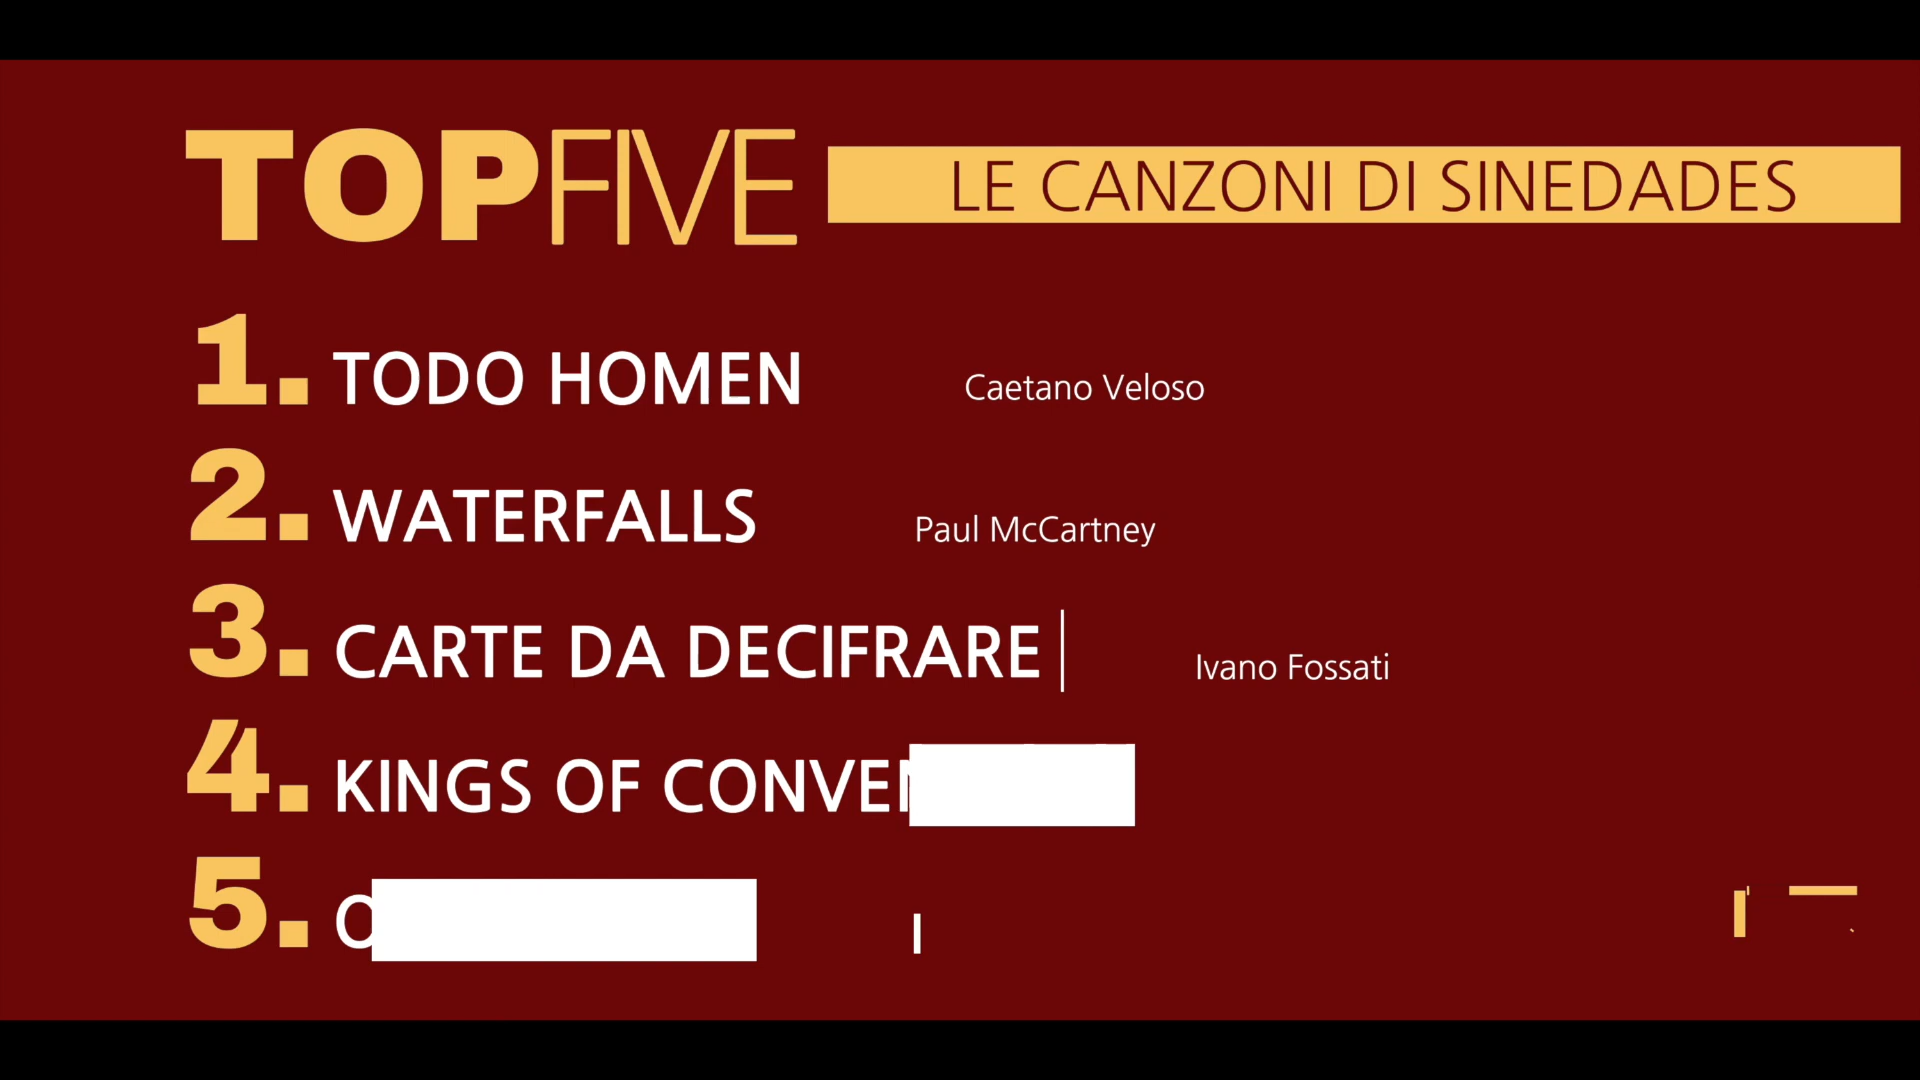 TOPFIVE LE CANZONI DI SINEDADES
1. TODO HOMEN Caetano Veloso
2. WATERFALLS Paul McCartney
3. CARTE DA DECIFRARE Ivano Fossati
4. KINGS OF
5.